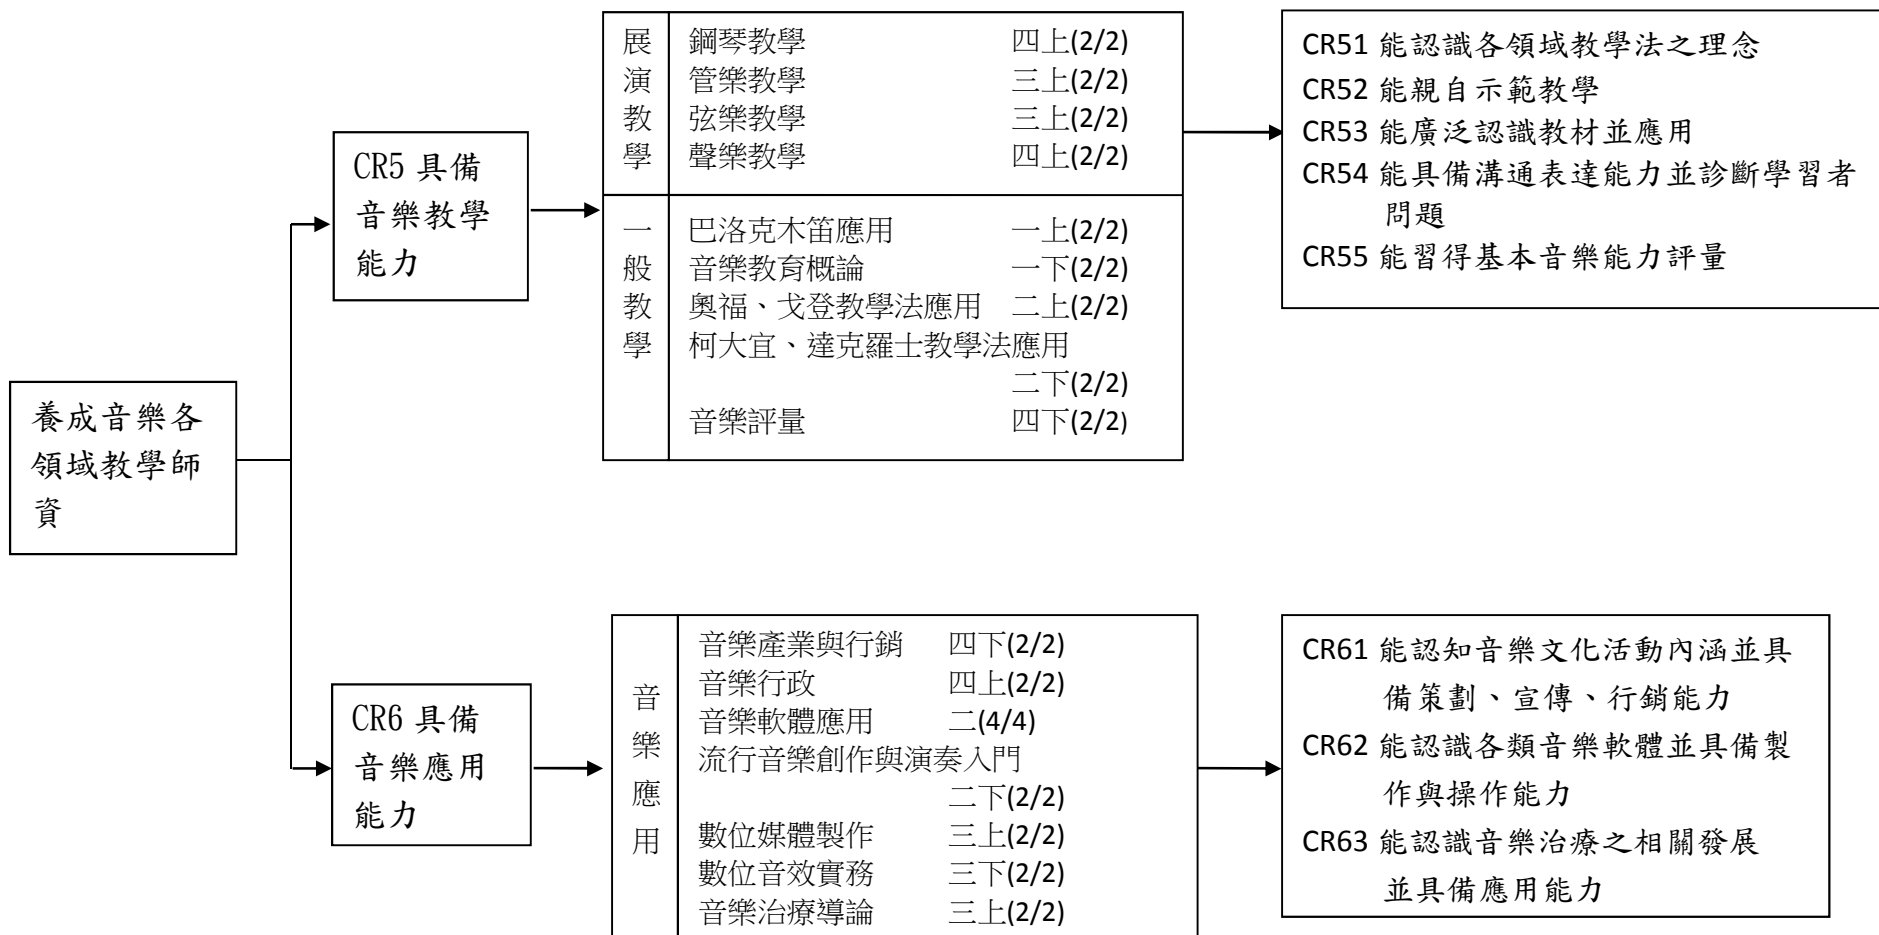 養成音樂各
領域教學師
資
CR5 具備
音樂教學
能力
展演教學
鋼琴教學 四上(2/2)
管樂教學 三上(2/2)
弦樂教學 三上(2/2)
聲樂教學 四上(2/2)
一般教學
巴洛克木笛應用 一上(2/2)
音樂教育概論 一下(2/2)
奧福、戈登教學法應用 二上(2/2)
柯大宜、達克羅士教學法應用
二下(2/2)
音樂評量 四下(2/2)
CR51 能認識各領域教學法之理念
CR52 能親自示範教學
CR53 能廣泛認識教材並應用
CR54 能具備溝通表達能力並診斷學習者
問題
CR55 能習得基本音樂能力評量
CR6 具備
音樂應用
能力
音樂應用
音樂產業與行銷 四下(2/2)
音樂行政 四上(2/2)
音樂軟體應用 二(4/4)
流行音樂創作與演奏入門
二下(2/2)
數位媒體製作 三上(2/2)
數位音效實務 三下(2/2)
音樂治療導論 三上(2/2)
CR61 能認知音樂文化活動內涵並具
備策劃、宣傳、行銷能力
CR62 能認識各類音樂軟體並具備製
作與操作能力
CR63 能認識音樂治療之相關發展
並具備應用能力